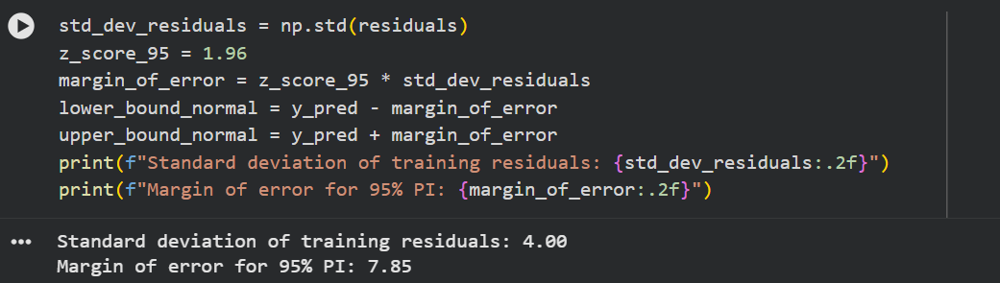 std_dev_residuals = np.std(residuals)
z_score_95 = 1.96
margin_of_error = z_score_95 * std_dev_residuals
lower_bound_normal = y_pred - margin_of_error
upper_bound_normal = y_pred + margin_of_error
print(f"Standard deviation of training residuals: {std_dev_residuals:.2f}")
print(f"Margin of error for 95% PI: {margin_of_error:.2f}")
Standard deviation of training residuals: 4.00
Margin of error for 95% PI: 7.85